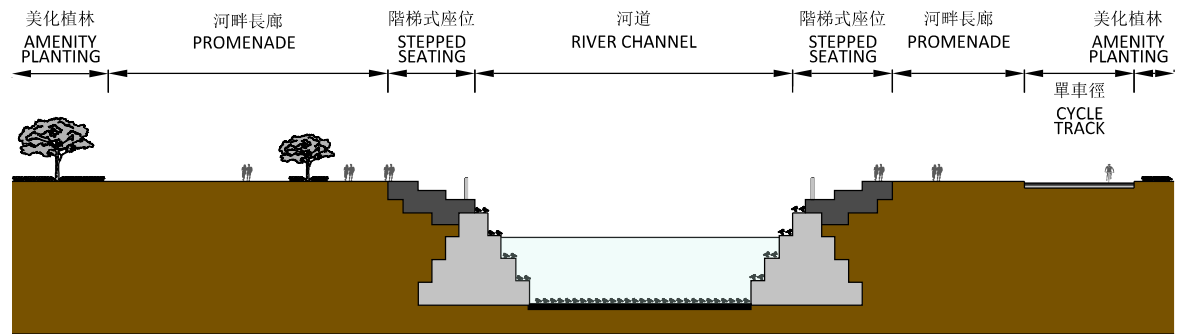 美化植林
AMENITY
PLANTING
河畔長廊
PROMENADE
階梯式座位
STEPPED
SEATING
河道
RIVER CHANNEL
階梯式座位
STEPPED
SEATING
河畔長廊
PROMENADE
單車徑
CYCLE
TRACK
美化植林
AMENITY
PLANTING